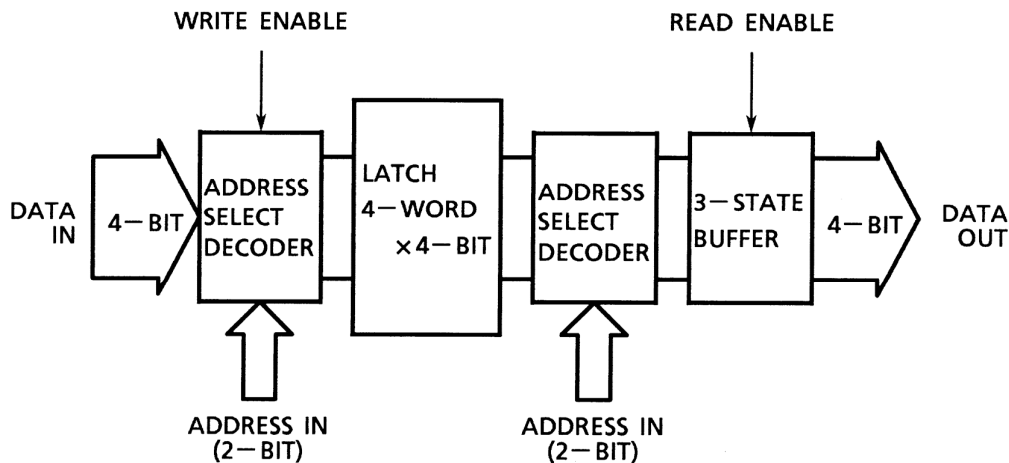 WRITE ENABLE
READ ENABLE
DATA
IN
4-BIT
ADDRESS
SELECT
DECODER
LATCH
4-WORD
×4-BIT
ADDRESS
SELECT
DECODER
3-STATE
BUFFER
4-BIT
DATA
OUT
ADDRESS IN
(2-BIT)
ADDRESS IN
(2-BIT)